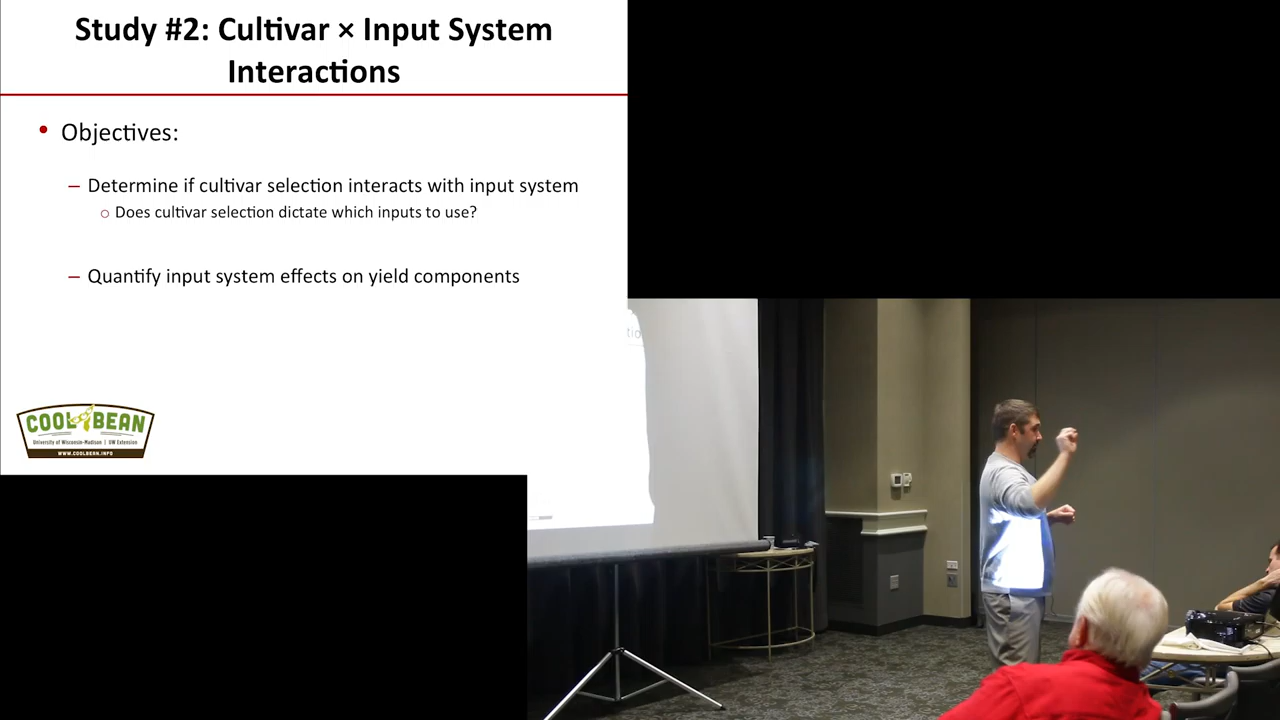 Study #2: Cultivar × Input System
Interactions
• Objectives:
– Determine if cultivar selection interacts with input system
○ Does cultivar selection dictate which inputs to use?
– Quantify input system effects on yield components
COOL BEAN
University of Wisconsin-Madison | UW Extension
WWW.COOLBEAN.INFO
tio